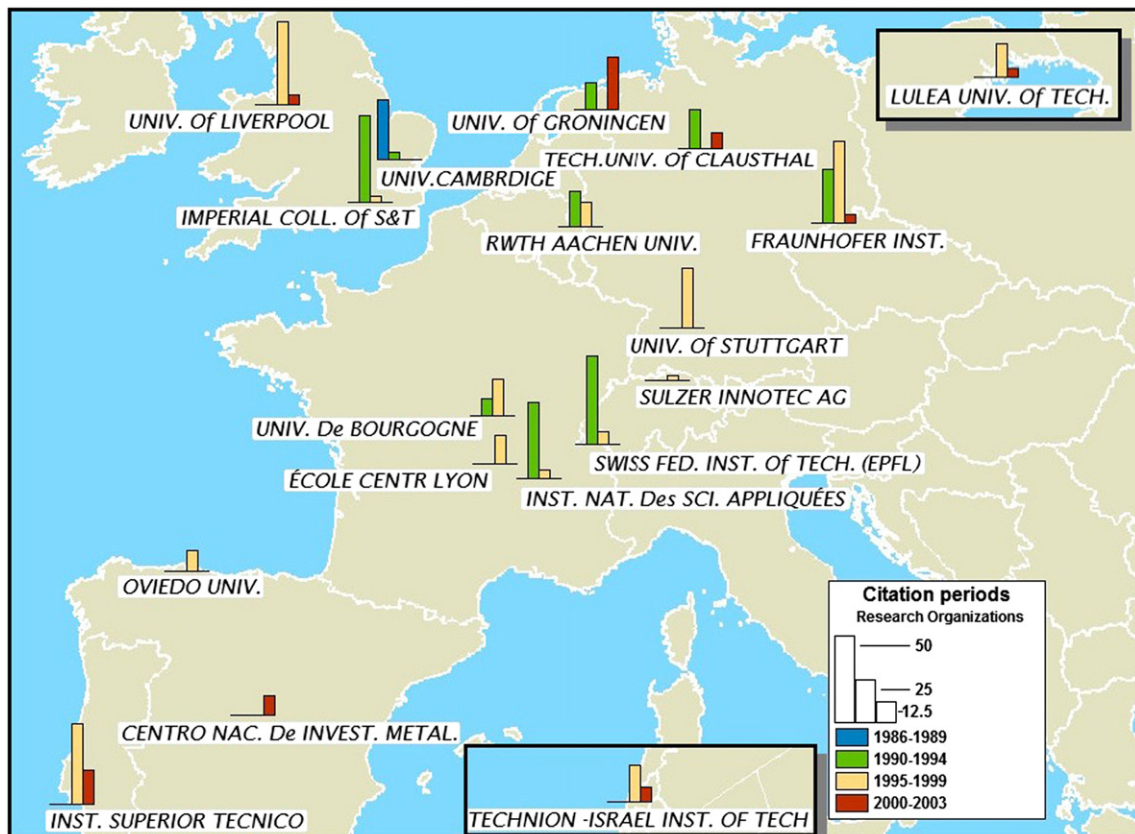 LULEA UNIV. Of TECH.
UNIV. Of LIVERPOOL
UNIV. Of GRONINGEN
TECH.UNIV. Of CLAUSTHAL
UNIV.CAMBRDIGE
IMPERIAL COLL. Of S&T
RWTH AACHEN UNIV.
FRAUNHOFER INST.
UNIV. Of STUTTGART
SULZER INNOTEC AG
UNIV. De BOURGOGNE
SWISS FED. INST. Of TECH. (EPFL)
ÉCOLE CENTR LYON
INST. NAT. Des SCI. APPLIQUÉES
OVIEDO UNIV.
CENTRO NAC. De INVEST. METAL.
INST. SUPERIOR TECNICO
TECHNION -ISRAEL INST. OF TECH
Citation periods
Research Organizations
50
25
-12.5
1986-1989
1990-1994
1995-1999
2000-2003